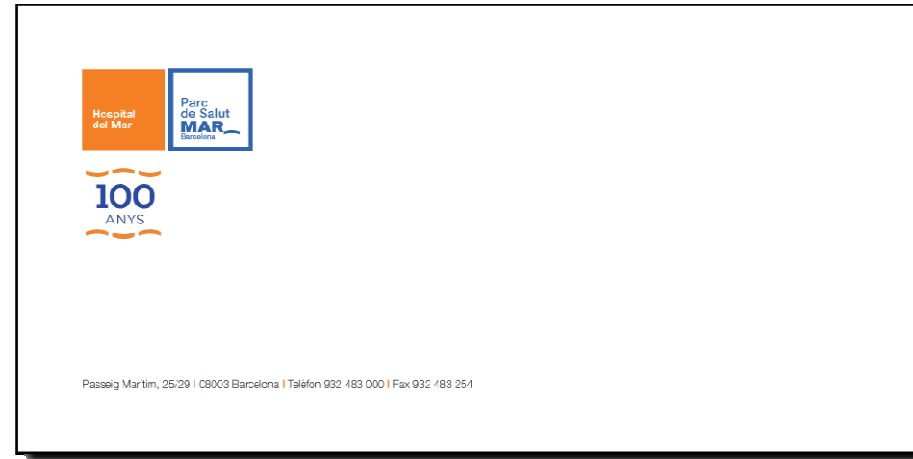 Hospital
del Mar
Parc
de Salut
MAR
Barcelona
100
ANYS
Passeig Marítim, 25/29 | 08003 Barcelona | Telèfon 932 483 000 | Fax 932 483 254